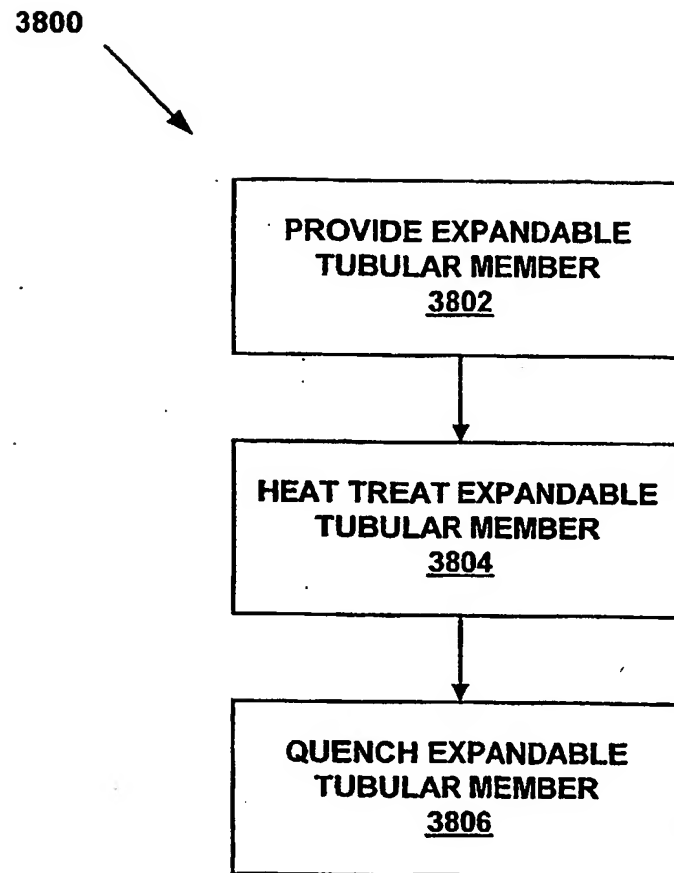 3800
PROVIDE EXPANDABLE
TUBULAR MEMBER
3802
HEAT TREAT EXPANDABLE
TUBULAR MEMBER
3804
QUENCH EXPANDABLE
TUBULAR MEMBER
3806